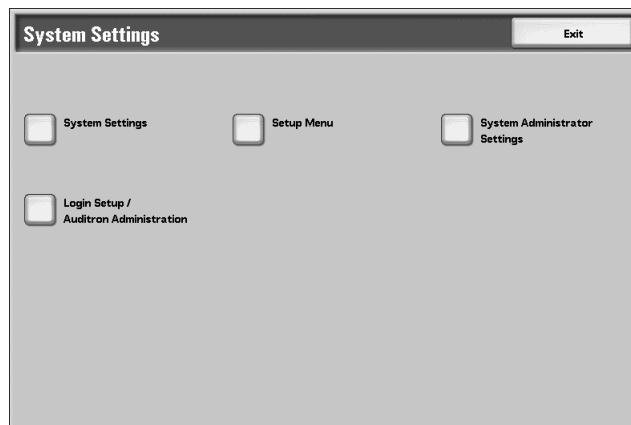 System Settings
Exit
System Settings
Setup Menu
System Administrator
Settings
Login Setup /
Auditron Administration